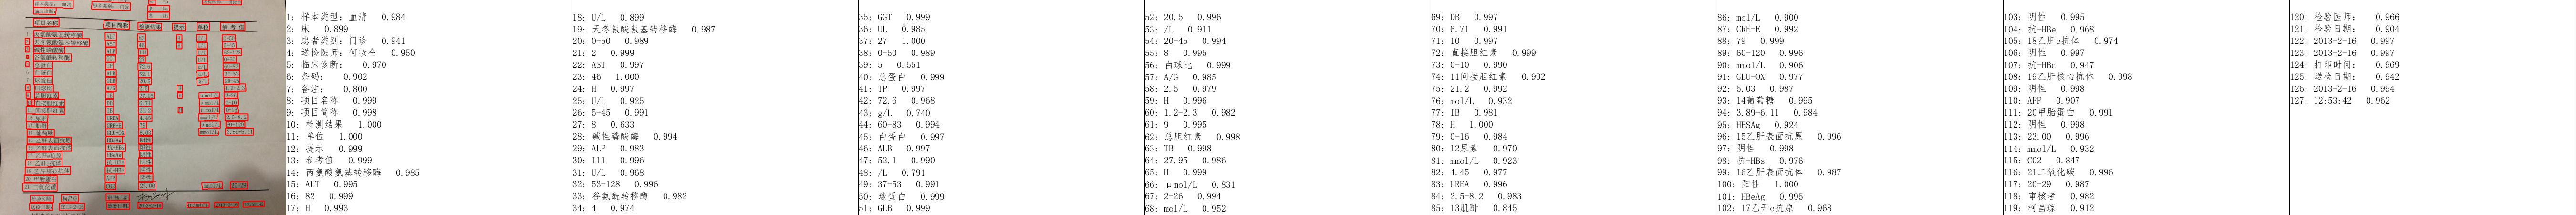 1: 样本类型: 血清 0.984
2: 床 0.899
3: 患者类别: 门诊 0.941
4: 送检医师: 何妆全 0.950
5: 临床诊断: 0.970
6: 条码: 0.902
7: 备注: 0.800
8: 项目名称 0.999
9: 项目简称 0.998
10: 检测结果 1.000
11: 单位 1.000
12: 提示 0.999
13: 参考值 0.999
14: 丙氨酸氨基转移酶 0.985
15: ALT 0.995
16: 82 0.999
17: H 0.993
18: U/L 0.899
19: 天冬氨酸氨基转移酶 0.987
20: 0-50 0.989
21: 2 0.999
22: AST 0.997
23: 46 1.000
24: H 0.997
25: U/L 0.925
26: 5-45 0.991
27: 8 0.633
28: 碱性磷酸酶 0.994
29: ALP 0.983
30: 111 0.996
31: U/L 0.968
32: 53-128 0.996
33: 谷氨酰转移酶 0.982
34: 4 0.974
35: GGT 0.999
36: UL 0.985
37: 27 1.000
38: 0-50 0.989
39: 5 0.551
40: 总蛋白 0.999
41: TP 0.997
42: 72.6 0.968
43: g/L 0.740
44: 60-83 0.994
45: 白蛋白 0.997
46: ALB 0.997
47: 52.1 0.990
48: /L 0.791
49: 37-53 0.991
50: 球蛋白 0.999
51: GLB 0.999
52: 20.5 0.996
53: /L 0.911
54: 20-45 0.994
55: 8 0.995
56: 白球比 0.999
57: A/G 0.985
58: 2.5 0.979
59: H 0.996
60: 1.2-2.3 0.982
61: 9 0.995
62: 总胆红素 0.998
63: TB 0.998
64: 27.95 0.986
65: H 0.999
66: μmol/L 0.831
67: 2-26 0.994
68: mol/L 0.952
69: DB 0.997
70: 6.71 0.991
71: 10 0.997
72: 直接胆红素 0.999
73: 0-10 0.990
74: 11间接胆红素 0.992
75: 21.2 0.992
76: mol/L 0.932
77: 1B 0.981
78: H 1.000
79: 0-16 0.984
80: 12尿素 0.970
81: mmol/L 0.923
82: 4.45 0.977
83: UREA 0.996
84: 2.5-8.2 0.983
85: 13肌酐 0.845
86: mol/L 0.900
87: CRE-E 0.992
88: 79 0.999
89: 60-120 0.996
90: mmol/L 0.906
91: GLU-OX 0.977
92: 5.03 0.987
93: 14葡萄糖 0.995
94: 3.89-6.11 0.984
95: HBSAg 0.924
96: 15乙肝表面抗原 0.996
97: 阴性 0.998
98: 抗-HBs 0.976
99: 16乙肝表面抗体 0.987
100: 阳性 1.000
101: HBeAg 0.995
102: 17乙开e抗原 0.968
103: 阴性 0.995
104: 抗-HBe 0.968
105: 18乙肝e抗体 0.974
106: 阴性 0.997
107: 抗-HBc 0.947
108: 19乙肝核心抗体 0.998
109: 阴性 0.998
110: AFP 0.907
111: 20甲胎蛋白 0.991
112: 阴性 0.998
113: 23.00 0.996
114: mmol/L 0.932
115: CO2 0.847
116: 21二氧化碳 0.996
117: 20-29 0.987
118: 审核者 0.982
119: 柯昌琼 0.912
120: 检验医师: 0.966
121: 检验日期: 0.904
122: 2013-2-16 0.997
123: 2013-2-16 0.997
124: 打印时间: 0.969
125: 送检日期: 0.942
126: 2013-2-16 0.994
127: 12:53:42 0.962